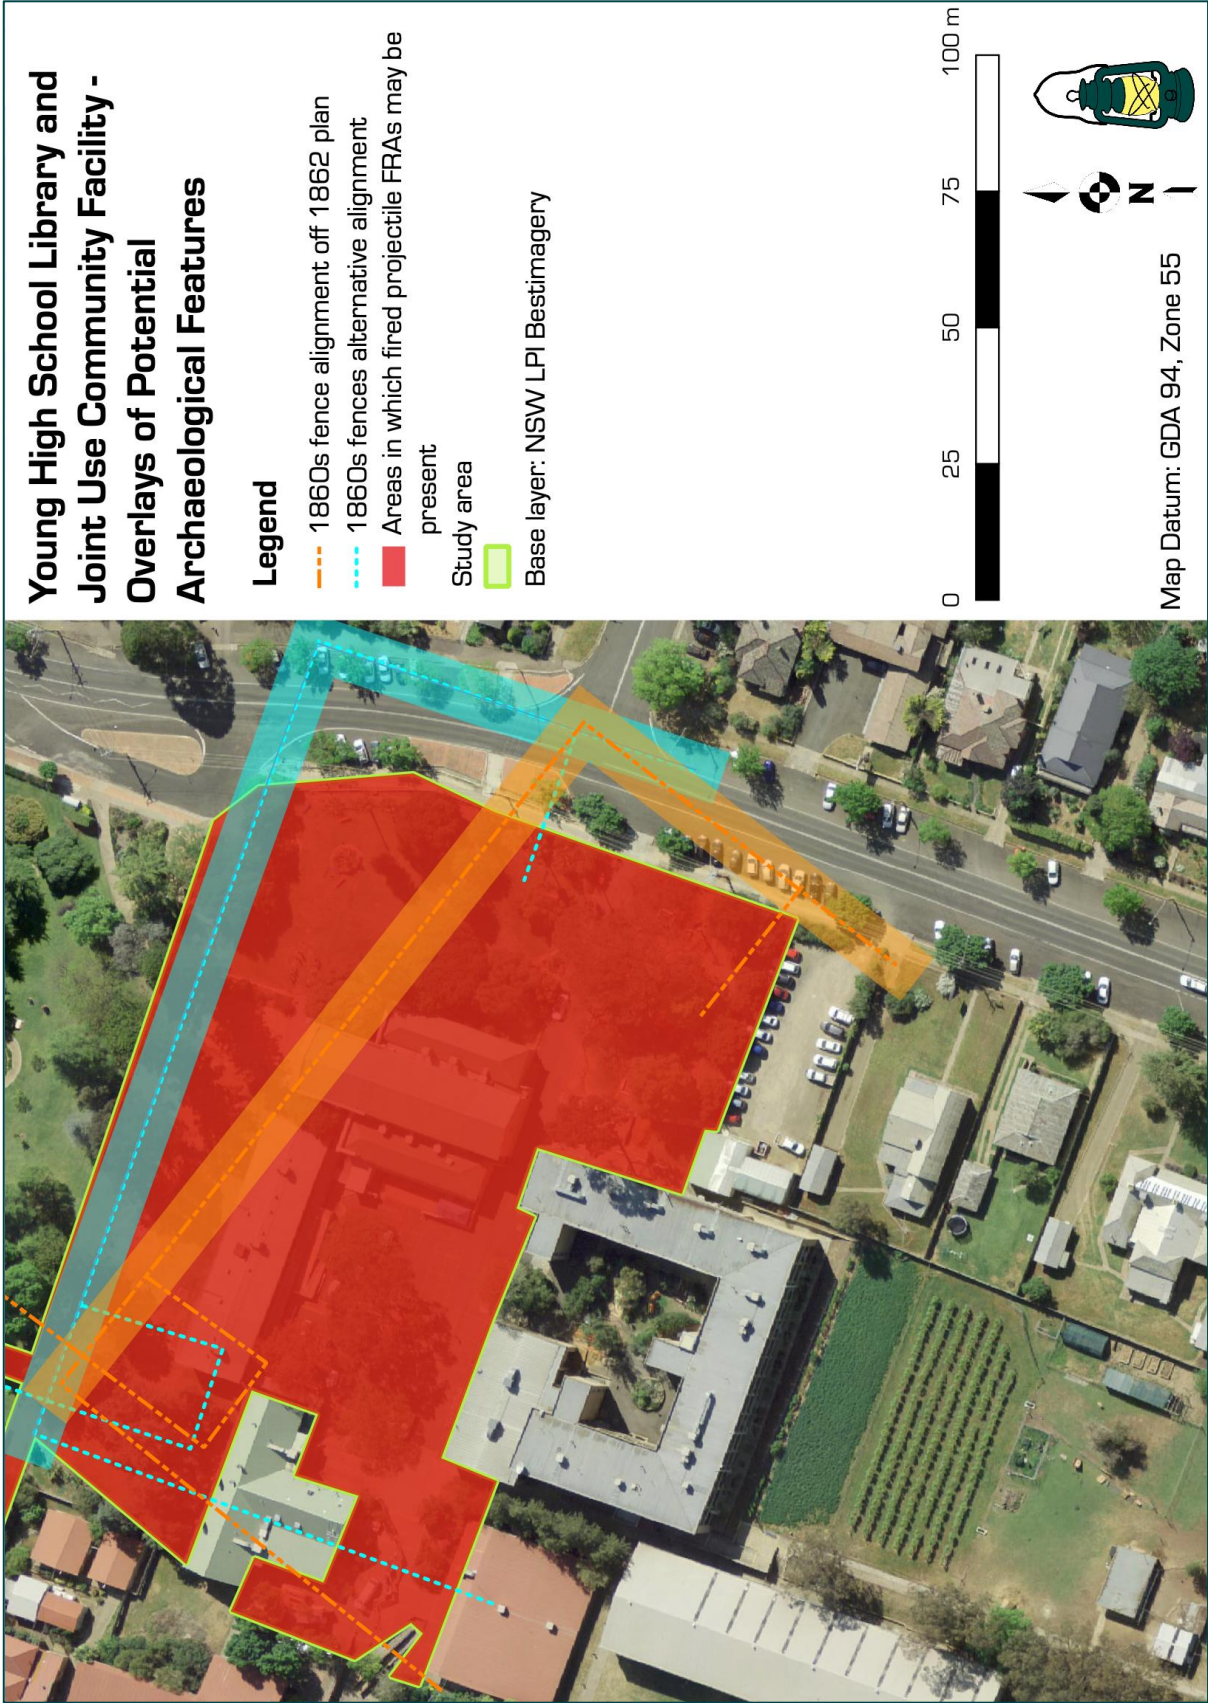 Young High School Library and
Joint Use Community Facility -
Overlays of Potential
Archaeological Features
Legend
1860s fence alignment off 1862 plan
1860s fences alternative alignment
Areas in which fired projectile FRAs may be
present
Study area
Base layer: NSW LPI Bestimagery
0 25 50 75 100 m
Map Datum: GDA 94, Zone 55
N